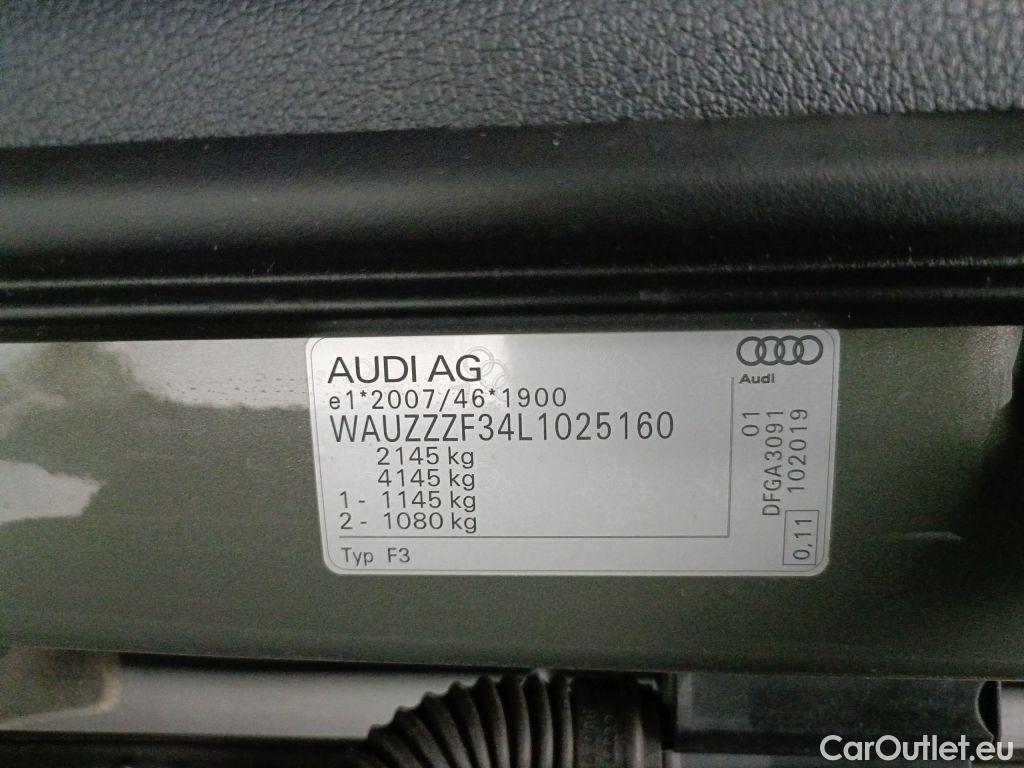 AUDI AG
e1*2007/46*1900
WAUZZZF34L1025160
2145 kg
4145 kg
1 - 1145 kg
2 - 1080 kg
Typ F3
Audi
01
DFGA3091
102019
0,11
CarOutlet.eu